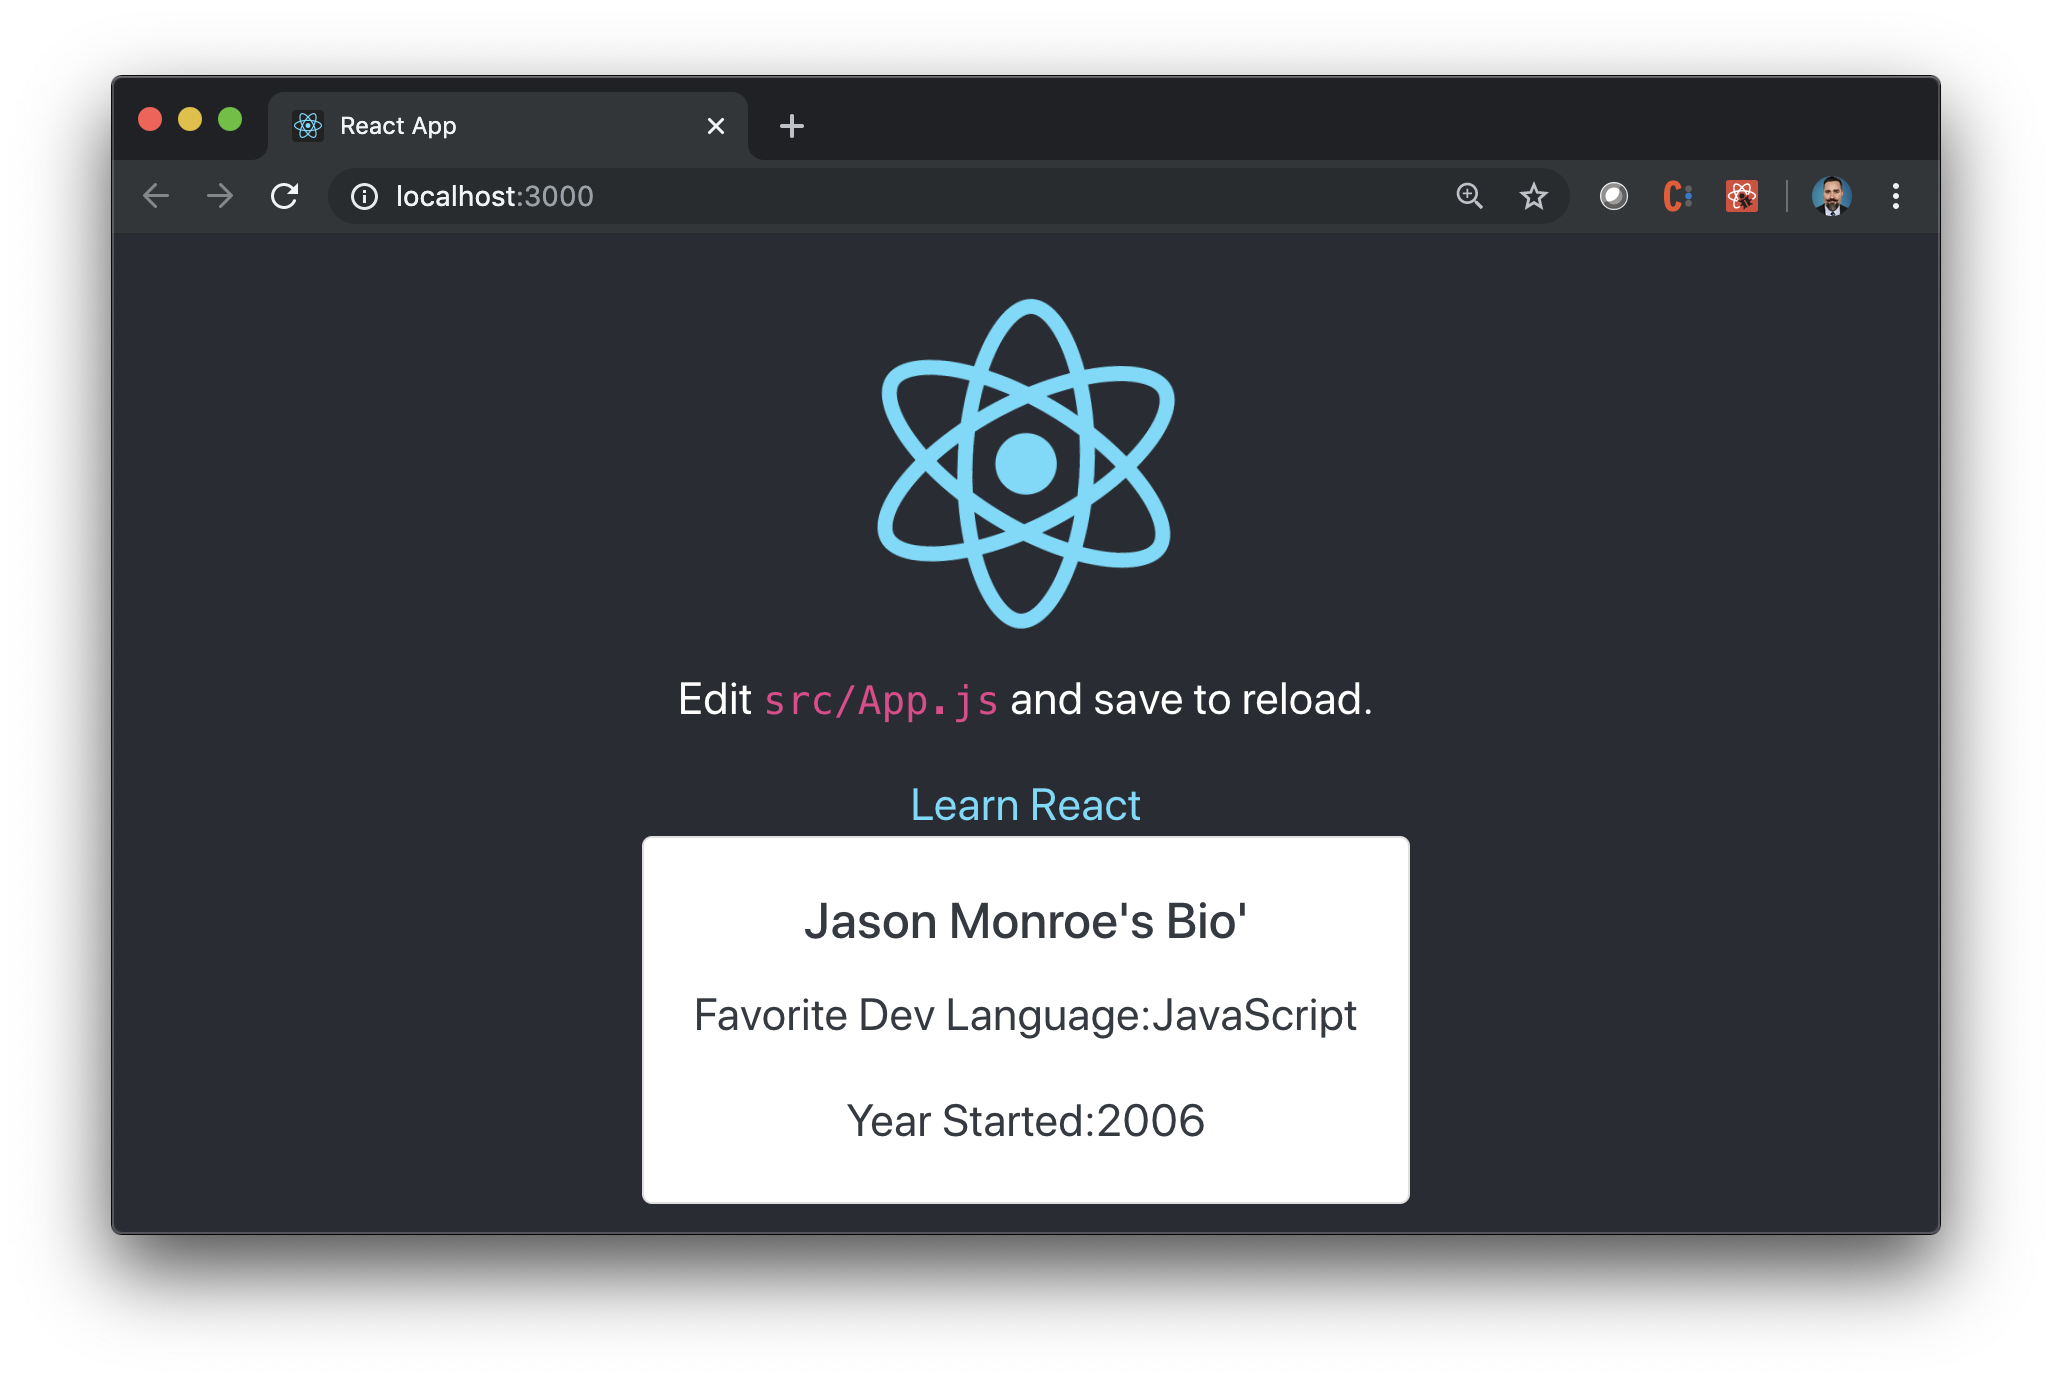 React App
localhost:3000
Edit src/App.js and save to reload.
Learn React
Jason Monroe's Bio'
Favorite Dev Language:JavaScript
Year Started:2006